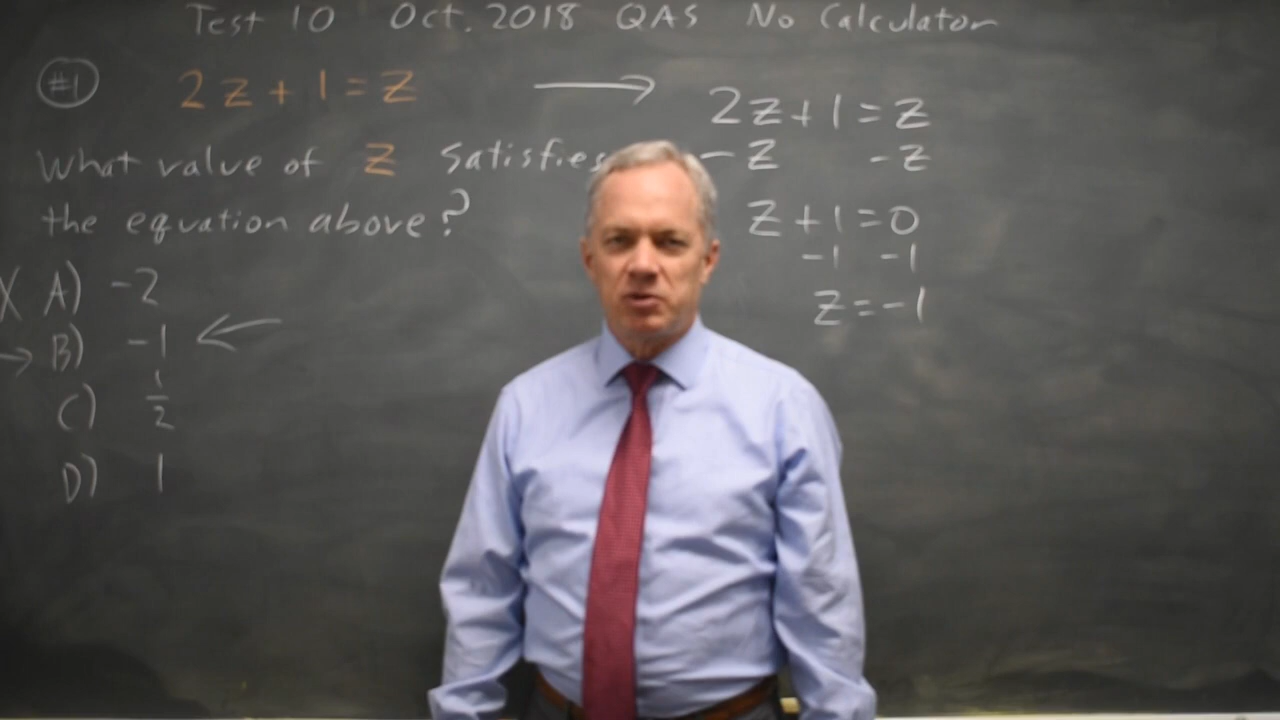 Test 10 Oct. 2018 QAS No Calculator
#1 2z + 1 = z
What value of z satisfies
the equation above?
X A) -2
→ B) -1 ←
C) 1/2
D) 1
→ 2z + 1 = z
- z - z
z + 1 = 0
-1 -1
z = -1